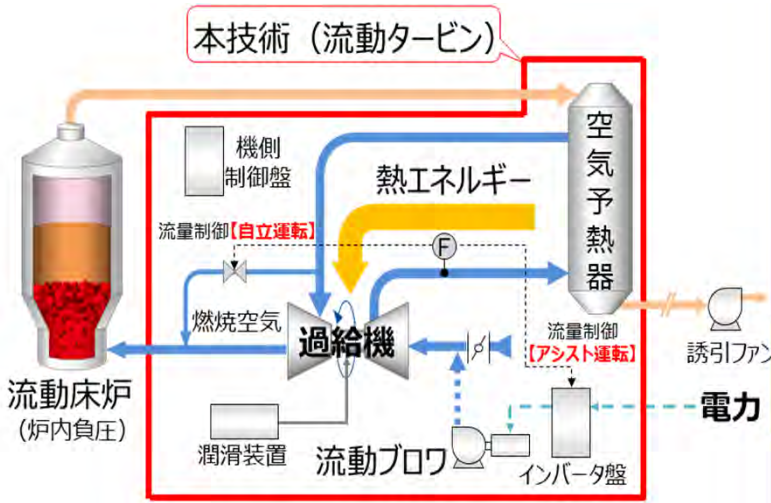 本技術（流動タービン）
機側
制御盤
空気予熱器
熱エネルギー
流量制御【自立運転】
F
燃焼空気
過給機
流量制御
【アシスト運転】
誘引ファン
流動床炉
（炉内負圧）
電力
潤滑装置
流動ブロワ
インバータ盤